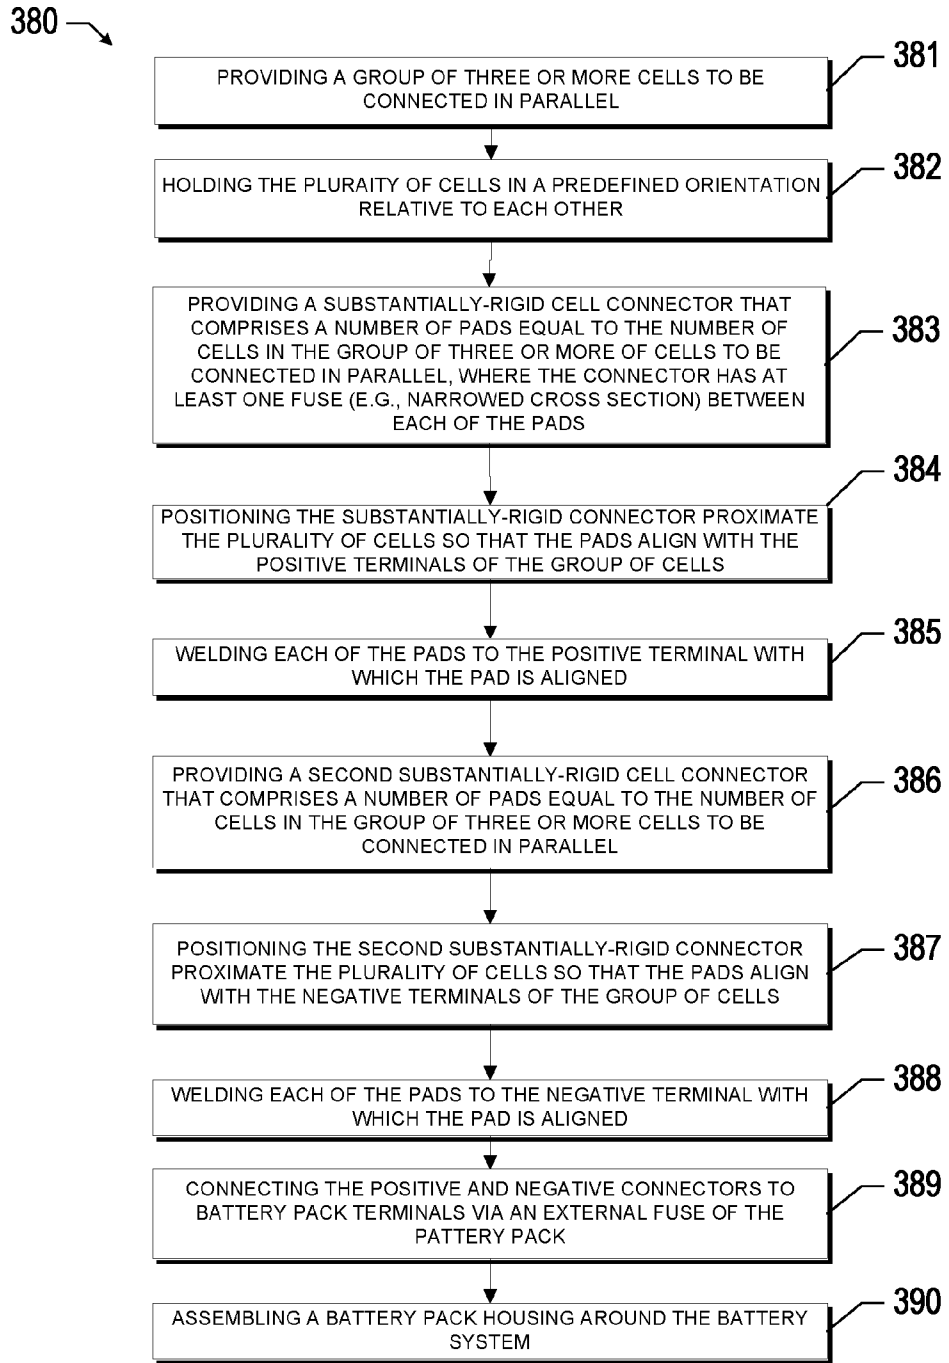 380
381
PROVIDING A GROUP OF THREE OR MORE CELLS TO BE
CONNECTED IN PARALLEL
382
HOLDING THE PLURAITY OF CELLS IN A PREDEFINED ORIENTATION
RELATIVE TO EACH OTHER
383
PROVIDING A SUBSTANTIALLY-RIGID CELL CONNECTOR THAT
COMPRISES A NUMBER OF PADS EQUAL TO THE NUMBER OF
CELLS IN THE GROUP OF THREE OR MORE OF CELLS TO BE
CONNECTED IN PARALLEL, WHERE THE CONNECTOR HAS AT
LEAST ONE FUSE (E.G., NARROWED CROSS SECTION) BETWEEN
EACH OF THE PADS
384
POSITIONING THE SUBSTANTIALLY-RIGID CONNECTOR PROXIMATE
THE PLURALITY OF CELLS SO THAT THE PADS ALIGN WITH THE
POSITIVE TERMINALS OF THE GROUP OF CELLS
385
WELDING EACH OF THE PADS TO THE POSITIVE TERMINAL WITH
WHICH THE PAD IS ALIGNED
386
PROVIDING A SECOND SUBSTANTIALLY-RIGID CELL CONNECTOR
THAT COMPRISES A NUMBER OF PADS EQUAL TO THE NUMBER OF
CELLS IN THE GROUP OF THREE OR MORE CELLS TO BE
CONNECTED IN PARALLEL
387
POSITIONING THE SECOND SUBSTANTIALLY-RIGID CONNECTOR
PROXIMATE THE PLURALITY OF CELLS SO THAT THE PADS ALIGN
WITH THE NEGATIVE TERMINALS OF THE GROUP OF CELLS
388
WELDING EACH OF THE PADS TO THE NEGATIVE TERMINAL WITH
WHICH THE PAD IS ALIGNED
389
CONNECTING THE POSITIVE AND NEGATIVE CONNECTORS TO
BATTERY PACK TERMINALS VIA AN EXTERNAL FUSE OF THE
PATTERY PACK
390
ASSEMBLING A BATTERY PACK HOUSING AROUND THE BATTERY
SYSTEM